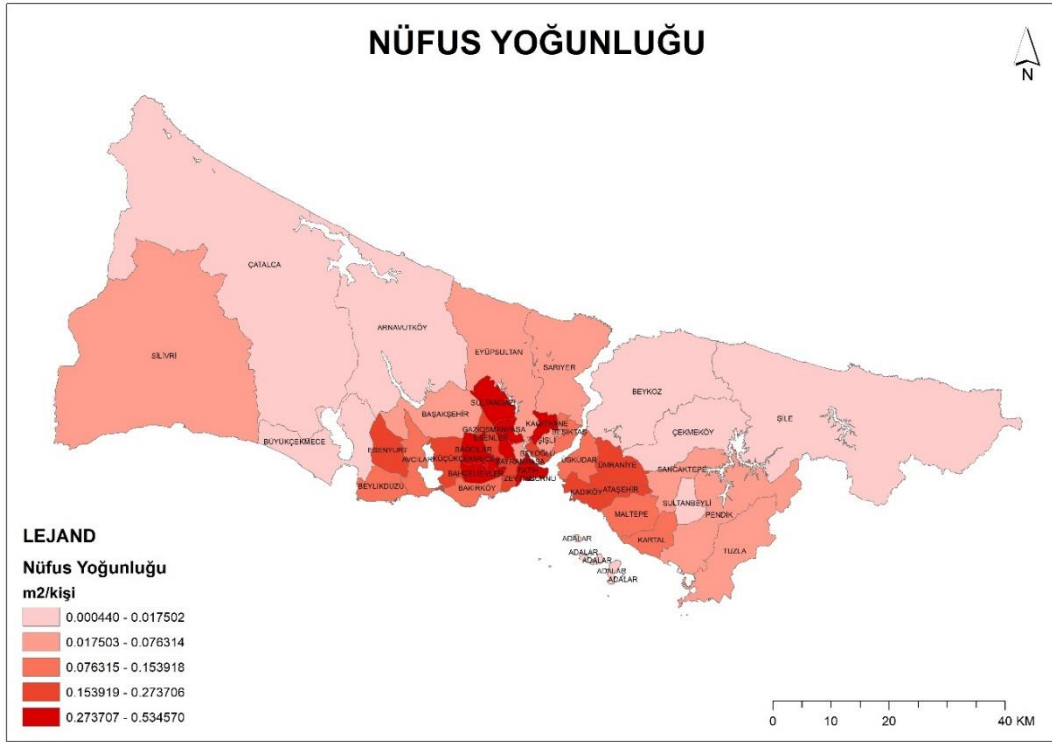 NÜFUS YOĞUNLUĞU
N
ÇATALCA
SİLİVRİ
ARNAVUTKÖY
EYÜPSULTAN
SARIYER
BEYKOZ
ŞİLE
ÇEKMEKÖY
BÜYÜKÇEKMECE
BAŞAKŞEHİR
SULTANGAZİ
GAZİOSMANPAŞA
KAĞITHANE
BEŞİKTAŞ
ESENLER
ŞİŞLİ
ESENYURT
AVCILAR
KÜÇÜKÇEKMECE
BAĞCILAR
BAYRAMPAŞA
BEYOĞLU
FATİH
BAHÇELİEVLER
ZEYTİNBURNU
BEYLİKDÜZÜ
BAKIRKÖY
ÜSKÜDAR
ÜMRANİYE
SANCAKTEPE
KADIKÖY
ATAŞEHİR
SULTANBEYLİ
PENDİK
MALTEPE
KARTAL
TUZLA
ADALAR
ADALAR
ADALAR
ADALAR
ADALAR
LEJAND
Nüfus Yoğunluğu
m2/kişi
0.000440 - 0.017502
0.017503 - 0.076314
0.076315 - 0.153918
0.153919 - 0.273706
0.273707 - 0.534570
0 10 20 40 KM